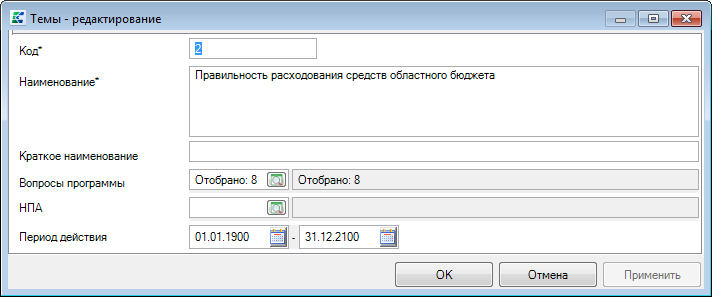 Темы - редактирование
Код* 2
Наименование* Правильность расходования средств областного бюджета
Краткое наименование
Вопросы программы Отобрано: 8 Отобрано: 8
НПА
Период действия 01.01.1900 - 31.12.2100
OK Отмена Применить